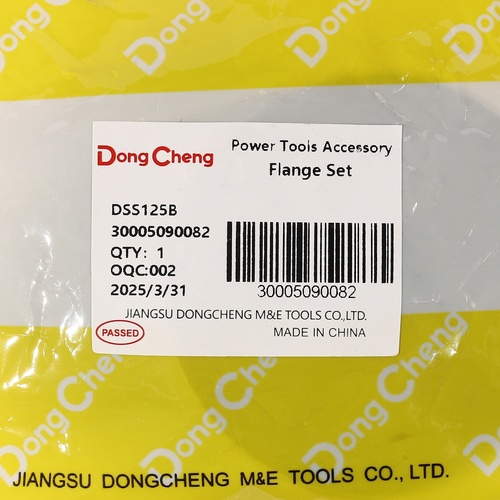 Dong Cheng
Dong Cheng
DongCheng
Power Tools Accessory
Flange Set
DSS125B
30005090082
QTY: 1
OQC:002
2025/3/31
30005090082
JIANGSU DONGCHENG M&E TOOLS CO.,LTD.
PASSED
MADE IN CHINA
Dong Cheng
Dong Cheng
Dong Cheng
JIANGSU DONGCHENG M&E TOOLS CO., LTD.